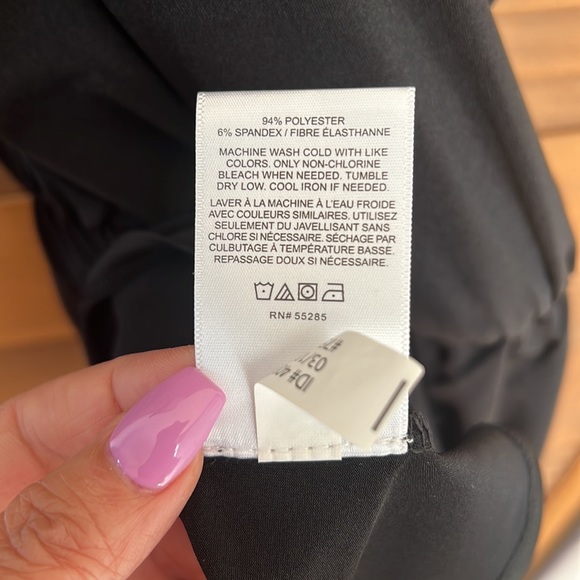 94% POLYESTER
6% SPANDEX / FIBRE ÉLASTHANNE
MACHINE WASH COLD WITH LIKE
COLORS. ONLY NON-CHLORINE
BLEACH WHEN NEEDED. TUMBLE
DRY LOW. COOL IRON IF NEEDED.
LAVER À LA MACHINE À L'EAU FROIDE
AVEC COULEURS SIMILAIRES. UTILISEZ
SEULEMENT DU JAVELLISANT SANS
CHLORE SI NÉCESSAIRE. SÉCHAGE PAR
CULBUTAGE À TEMPÉRATURE BASSE.
REPASSAGE DOUX SI NÉCESSAIRE.
RN# 55285